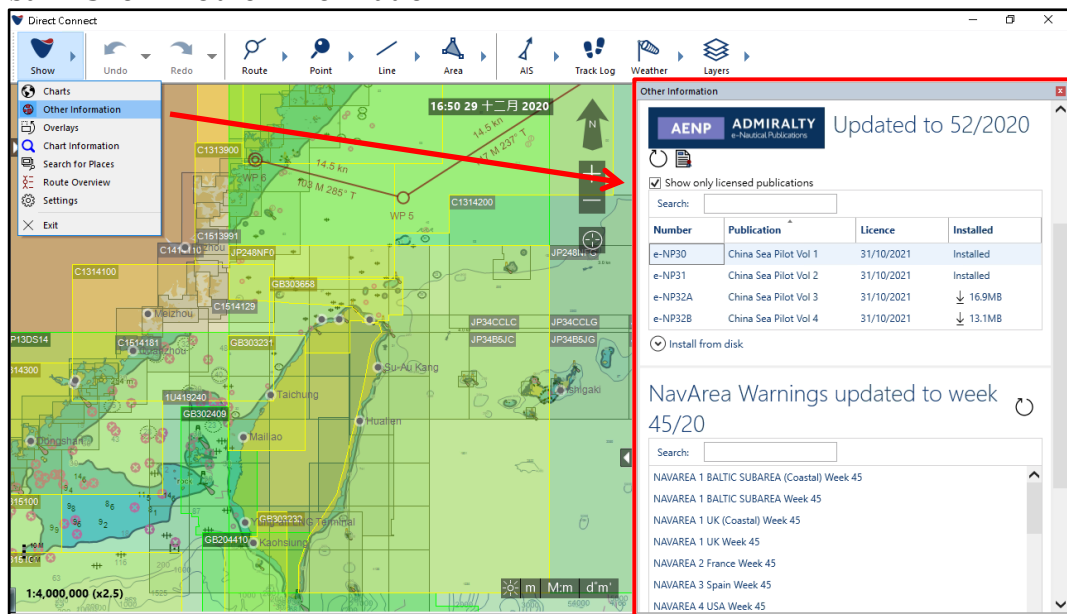 Direct Connect
Show
Undo
Redo
Route
Point
Line
Area
AIS
Track Log
Weather
Layers
Charts
Other Information
Overlays
Chart Information
Search for Places
Route Overview
Settings
Exit
16:50 29 十二月 2020
N
14.5 kn
237° T
C1313900
WP 6
14.5 kn
103 M 285° T
WP 5
C1314200
C1513991
JP248NF0
C1314100
GB303658
C1514129
Meizhou
JP34CCLC
JP34CCLG
P13DS14
C1514181
GB303231
JP34B5JC
JP34B5JG
Su-Au Kang
14300
1U419240
Taichung
Ishigaki
GB302409
Hualien
Dongshan
Mailiao
15100
GB204410
Kaohsiung
1:4,000,000 (x2.5)
m
M:m
d°m'
Other Information
AENP
ADMIRALTY
e-Nautical Publications
Updated to 52/2020
Show only licensed publications
Search:
Number Publication Licence Installed
e-NP30 China Sea Pilot Vol 1 31/10/2021 Installed
e-NP31 China Sea Pilot Vol 2 31/10/2021 Installed
e-NP32A China Sea Pilot Vol 3 31/10/2021 16.9MB
e-NP32B China Sea Pilot Vol 4 31/10/2021 13.1MB
Install from disk
NavArea Warnings updated to week
45/20
Search:
NAVAREA 1 BALTIC SUBAREA (Coastal) Week 45
NAVAREA 1 BALTIC SUBAREA Week 45
NAVAREA 1 UK (Coastal) Week 45
NAVAREA 1 UK Week 45
NAVAREA 2 France Week 45
NAVAREA 3 Spain Week 45
NAVAREA 4 USA Week 45